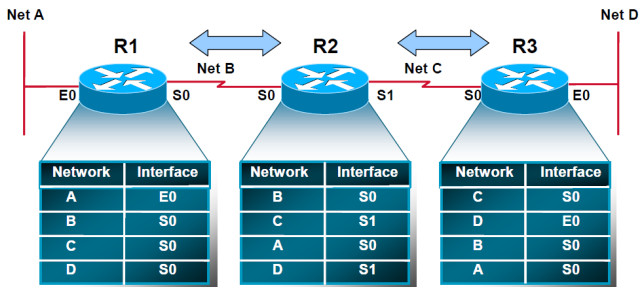 Net A
Net D
R1
R2
R3
Net B
Net C
E0
S0
S0
S1
S0
E0
Network Interface
A E0
B S0
C S0
D S0
Network Interface
B S0
C S1
A S0
D S1
Network Interface
C S0
D E0
B S0
A S0